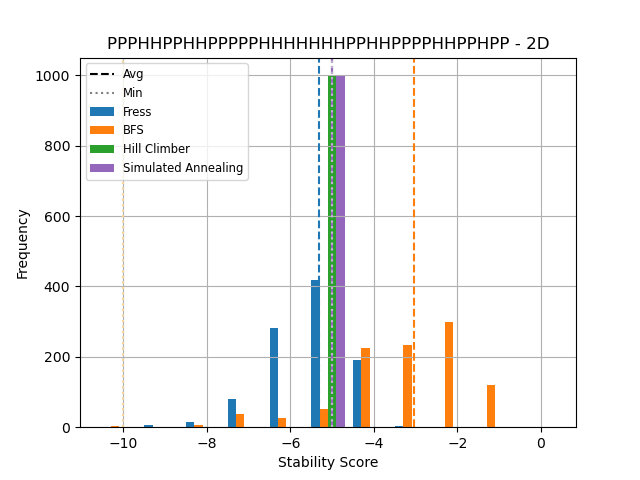 PPPHHPPHHPPPPPHHHHHHHPPHHPPPPHHPPHPP - 2D
Avg
Min
Fress
BFS
Hill Climber
Simulated Annealing
1000
800
600
400
200
0
Frequency
−10
−8
−6
−4
−2
0
Stability Score